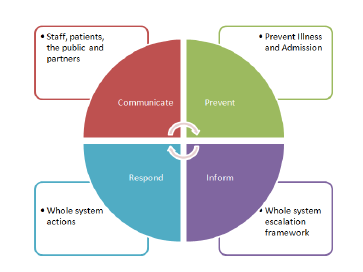 • Staff, patients,
the public and
partners
• Prevent Illness
and Admission
Communicate
Prevent
Respond
Inform
• Whole system
actions
• Whole system
escalation
framework